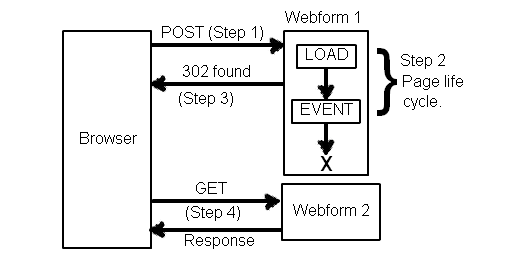 Webform 1
POST (Step 1)
LOAD
302 found
(Step 3)
EVENT
X
Step 2
Page life
cycle.
Browser
GET
(Step 4)
Response
Webform 2